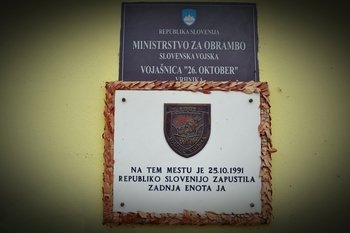 REPUBLIKA SLOVENIJA
MINISTRSTVO ZA OBRAMBO
SLOVENSKA VOJSKA
VOJAŠNICA "26. OKTOBER"
VRHNIKA
NA TEM MESTU JE 25.10.1991
REPUBLIKO SLOVENIJO ZAPUSTILA
ZADNJA ENOTA JA